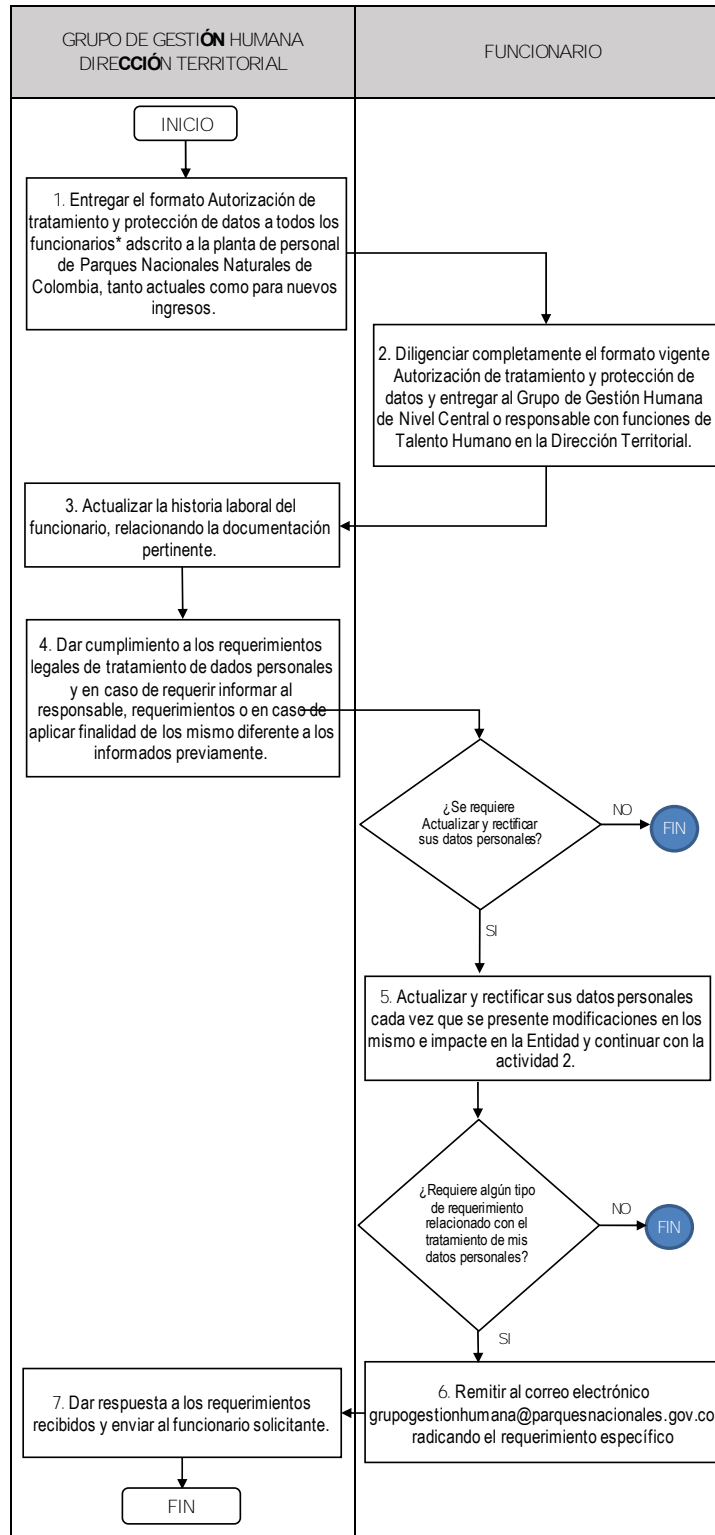 GRUPO DE GESTIÓN HUMANA
DIRECCIÓN TERRITORIAL
FUNCIONARIO
INICIO
1. Entregar el formato Autorización de
tratamiento y protección de datos a todos los
funcionarios* adscrito a la planta de personal
de Parques Nacionales Naturales de
Colombia, tanto actuales como para nuevos
ingresos.
2. Diligenciar completamente el formato vigente
Autorización de tratamiento y protección de
datos y entregar al Grupo de Gestión Humana
de Nivel Central o responsable con funciones de
Talento Humano en la Dirección Territorial.
3. Actualizar la historia laboral del
funcionario, relacionando la documentación
pertinente.
4. Dar cumplimiento a los requerimientos
legales de tratamiento de dados personales
y en caso de requerir informar al
responsable, requerimientos o en caso de
aplicar finalidad de los mismo diferente a los
informados previamente.
¿Se requiere
Actualizar y rectificar
sus datos personales?
NO
FIN
SI
5. Actualizar y rectificar sus datos personales
cada vez que se presente modificaciones en los
mismo e impacte en la Entidad y continuar con la
actividad 2.
¿Requiere algún tipo
de requerimiento
relacionado con el
tratamiento de mis
datos personales?
NO
FIN
SI
6. Remitir al correo electrónico
grupogestionhumana@parquesnacionales.gov.co
radicando el requerimiento específico
7. Dar respuesta a los requerimientos
recibidos y enviar al funcionario solicitante.
FIN